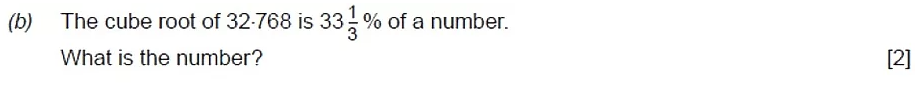 (b) The cube root of 32·768 is 33 1/3 % of a number.
What is the number? [2]